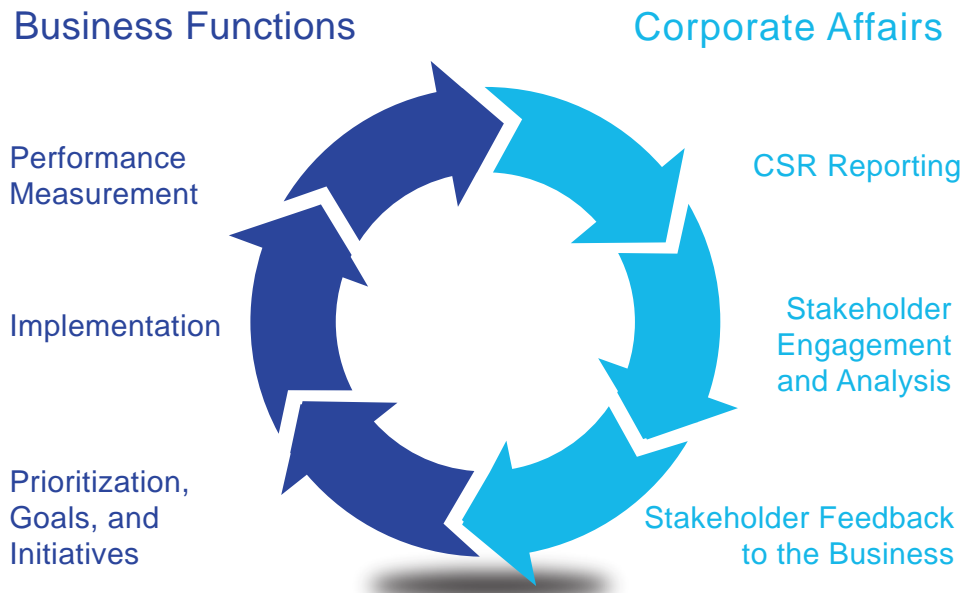 Business Functions
Corporate Affairs
Performance
Measurement
CSR Reporting
Implementation
Stakeholder
Engagement
and Analysis
Prioritization,
Goals, and
Initiatives
Stakeholder Feedback
to the Business